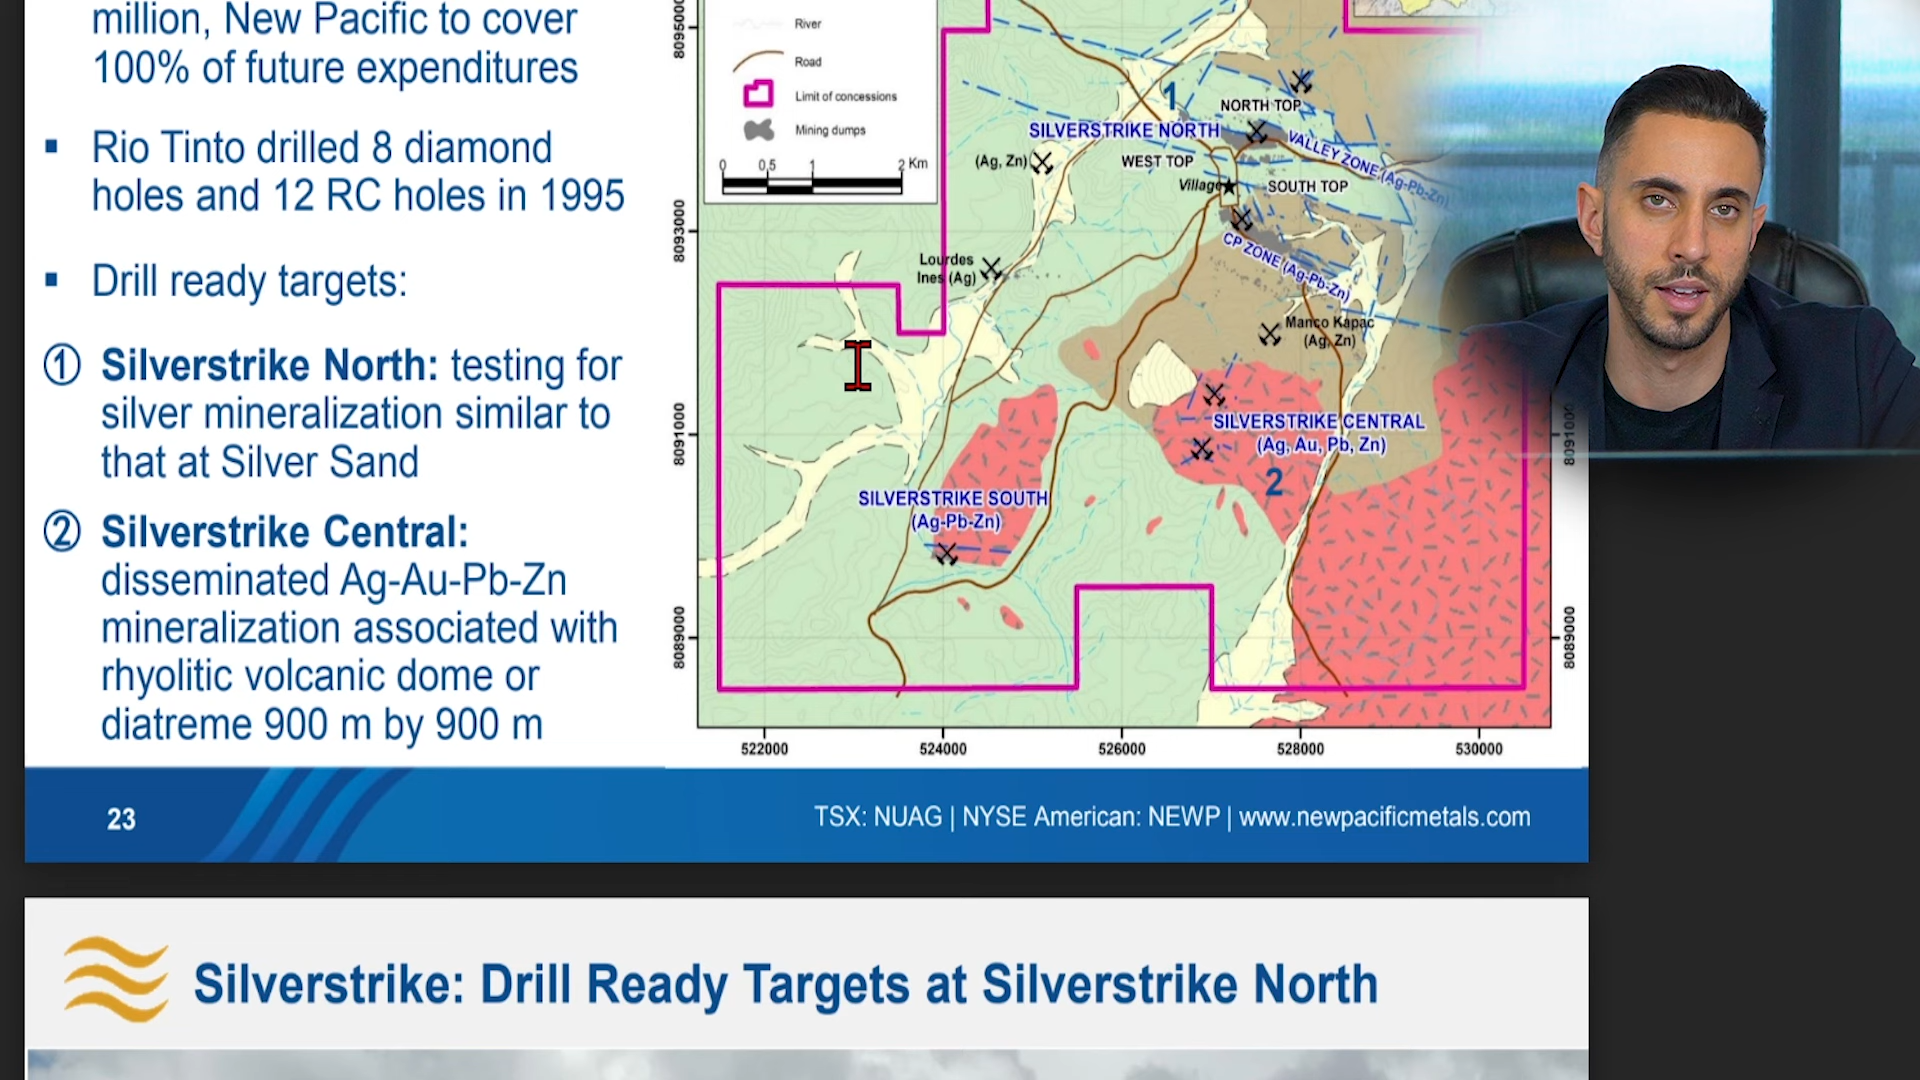 million, New Pacific to cover
100% of future expenditures
▪ Rio Tinto drilled 8 diamond
holes and 12 RC holes in 1995
▪ Drill ready targets:
① Silverstrike North: testing for
silver mineralization similar to
that at Silver Sand
② Silverstrike Central:
disseminated Ag-Au-Pb-Zn
mineralization associated with
rhyolitic volcanic dome or
diatreme 900 m by 900 m
River
Road
Limit of concessions
Mining dumps
0 0,5 1 2 Km
8095000
8093000
8091000
8089000
1
NORTH TOP
SILVERSTRIKE NORTH
VALLEY ZONE (Ag-Pb-Zn)
(Ag, Zn)
WEST TOP
Village
SOUTH TOP
CP ZONE (Ag-Pb-Zn)
Lourdes
Ines (Ag)
Manco Kapac
(Ag, Zn)
SILVERSTRIKE CENTRAL
(Ag, Au, Pb, Zn)
2
SILVERSTRIKE SOUTH
(Ag-Pb-Zn)
8091000
8089000
522000 524000 526000 528000 530000
23
TSX: NUAG | NYSE American: NEWP | www.newpacificmetals.com
Silverstrike: Drill Ready Targets at Silverstrike North